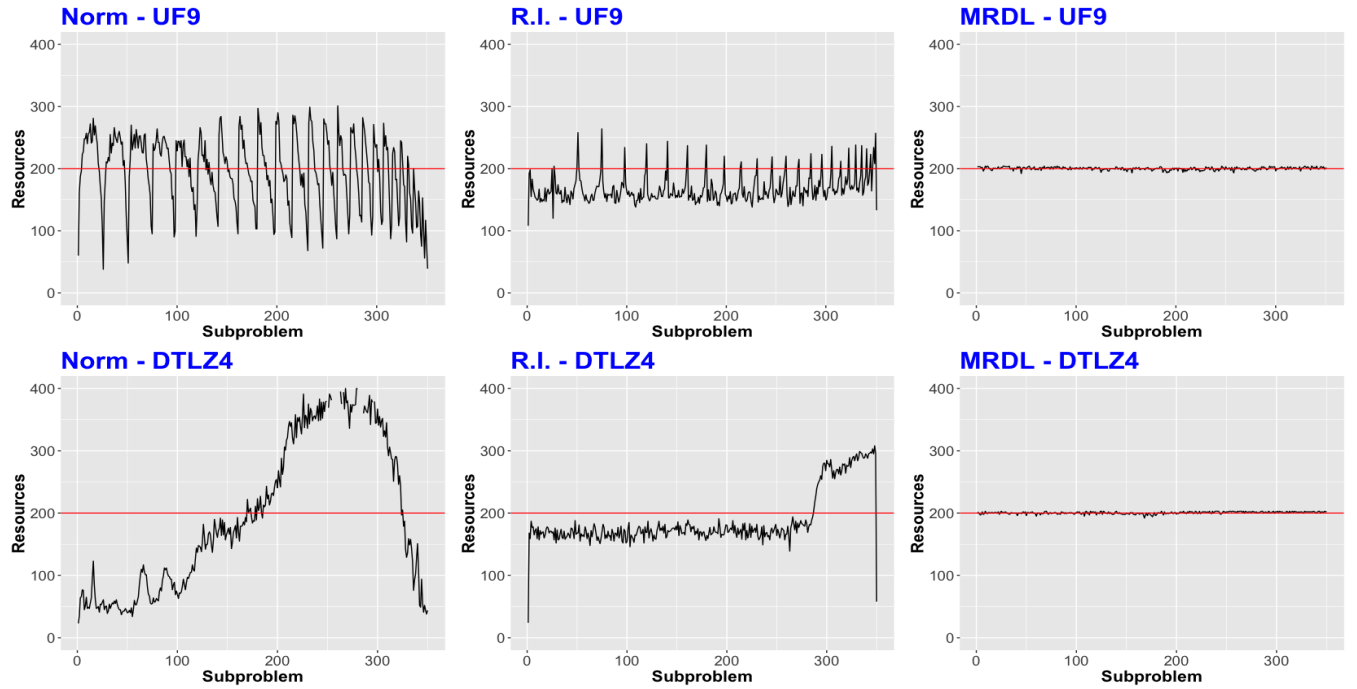 Norm - UF9
400
300
200
100
0
Resources
0 100 200 300
Subproblem
R.I. - UF9
400
300
200
100
0
Resources
0 100 200 300
Subproblem
MRDL - UF9
400
300
200
100
0
Resources
0 100 200 300
Subproblem
Norm - DTLZ4
400
300
200
100
0
Resources
0 100 200 300
Subproblem
R.I. - DTLZ4
400
300
200
100
0
Resources
0 100 200 300
Subproblem
MRDL - DTLZ4
400
300
200
100
0
Resources
0 100 200 300
Subproblem